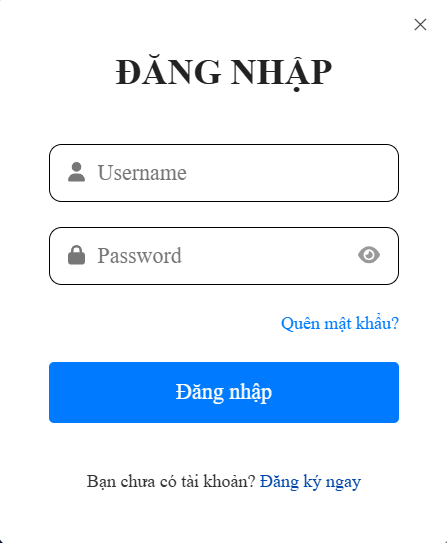 ĐĂNG NHẬP
Username
Password
Quên mật khẩu?
Đăng nhập
Bạn chưa có tài khoản? Đăng ký ngay